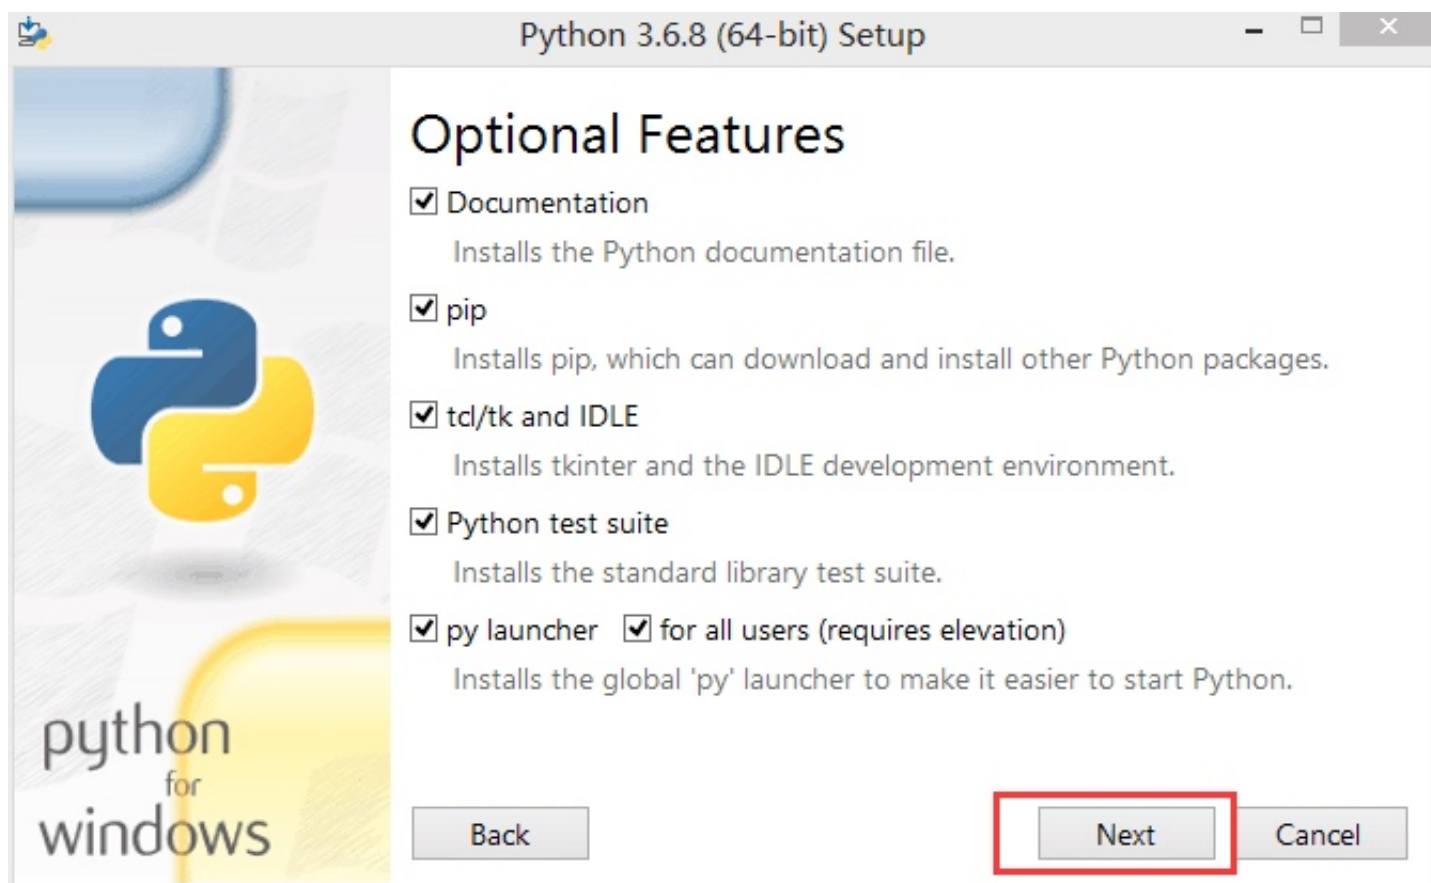 Python 3.6.8 (64-bit) Setup
Optional Features
Documentation
Installs the Python documentation file.
pip
Installs pip, which can download and install other Python packages.
tcl/tk and IDLE
Installs tkinter and the IDLE development environment.
Python test suite
Installs the standard library test suite.
py launcher for all users (requires elevation)
Installs the global 'py' launcher to make it easier to start Python.
python
for
windows
Back Next Cancel